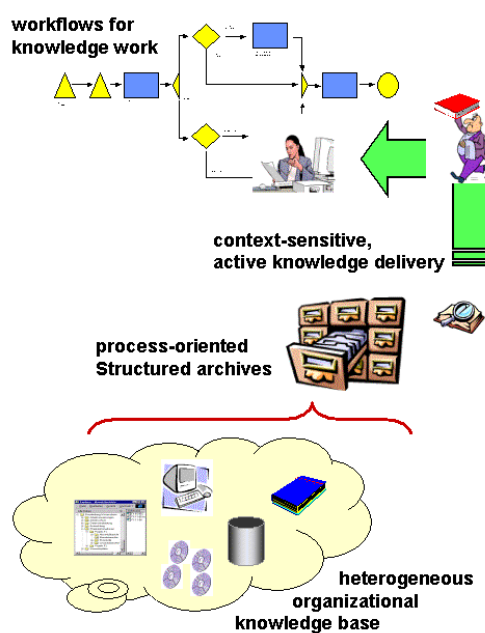 workflows for
knowledge work
context-sensitive,
active knowledge delivery
process-oriented
Structured archives
heterogeneous
organizational
knowledge base